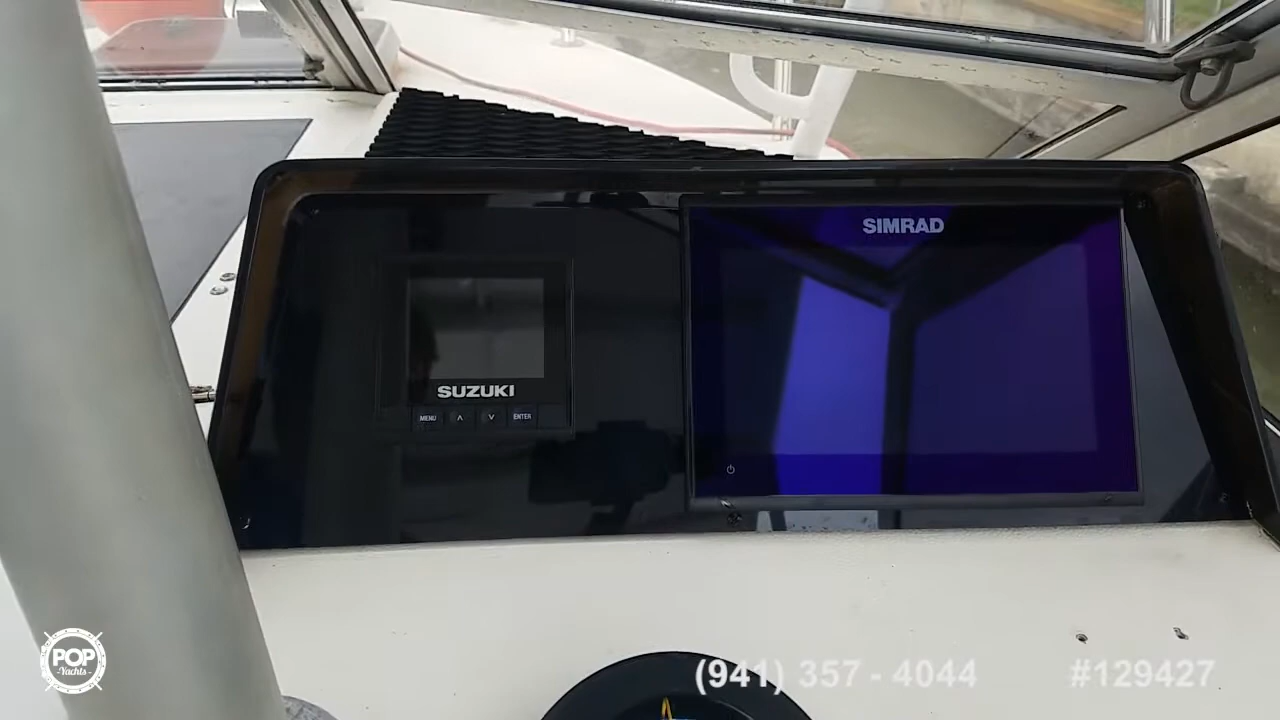 SIMRAD
SUZUKI
MENU ∧ ∨ ENTER
POP
Yachts
(941) 357 - 4044 #129427